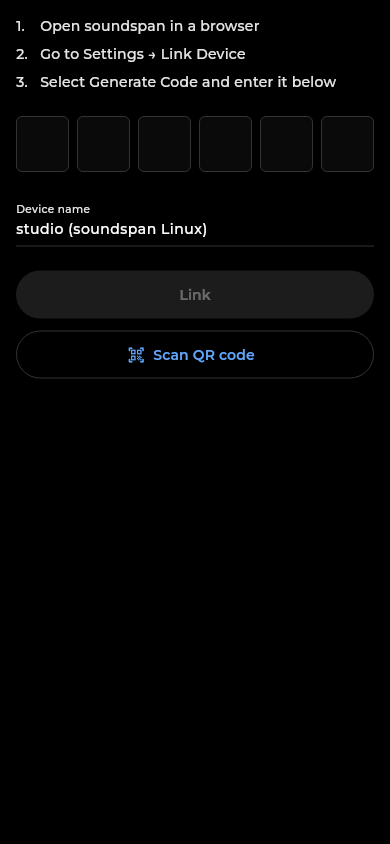 1. Open soundspan in a browser
2. Go to Settings → Link Device
3. Select Generate Code and enter it below
Device name
studio (soundspan Linux)
Link
Scan QR code